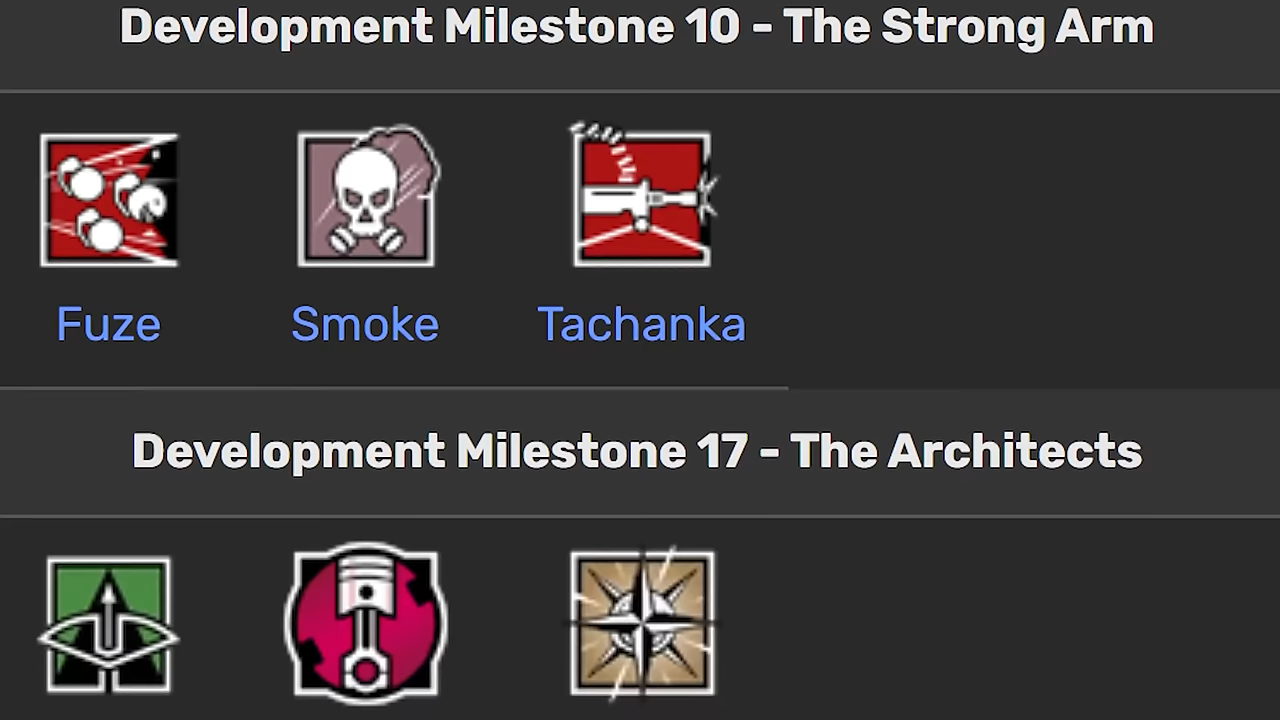 Development Milestone 10 - The Strong Arm
Fuze Smoke Tachanka
Development Milestone 17 - The Architects